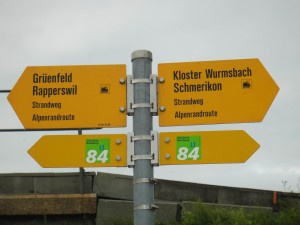 Grüenfeld
Rapperswil
Strandweg
Alpenrandroute
Kloster Wurmsbach
Schmerikon
Strandweg
Alpenrandroute
84
84